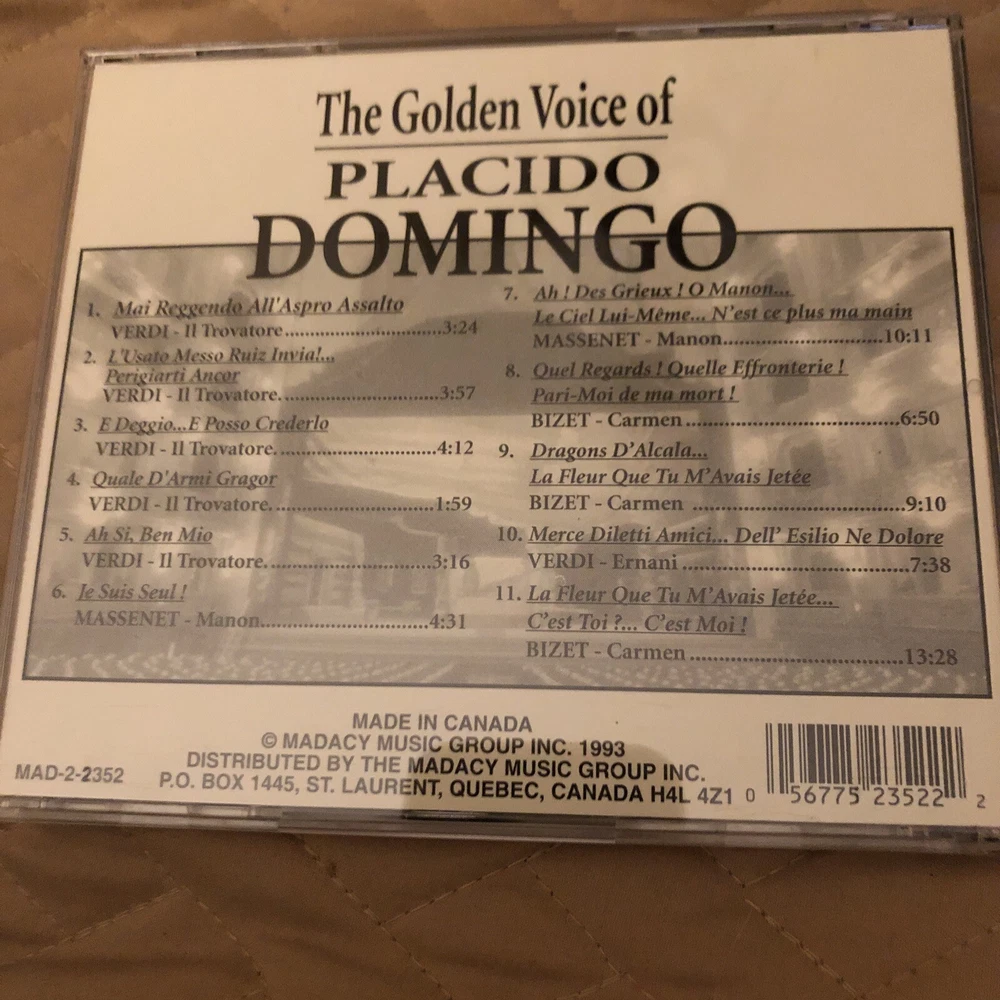 The Golden Voice of
PLACIDO
DOMINGO
1. Mai Reggendo All'Aspro Assalto
VERDI - Il Trovatore..............................3:24
2. L'Usato Messo Ruiz Invia!...
Perigiarti Ancor
VERDI - Il Trovatore...............................3:57
3. E Deggio...E Posso Crederlo
VERDI - Il Trovatore...............................4:12
4. Quale D'Armi Gragor
VERDI - Il Trovatore...............................1:59
5. Ah Si, Ben Mio
VERDI - Il Trovatore...............................3:16
6. Je Suis Seul !
MASSENET - Manon..............................4:31
7. Ah ! Des Grieux ! O Manon...
Le Ciel Lui-Même... N'est ce plus ma main
MASSENET - Manon..............................10:11
8. Quel Regards ! Quelle Effronterie !
Pari-Moi de ma mort !
BIZET - Carmen ........................................6:50
9. Dragons D'Alcala...
La Fleur Que Tu M'Avais Jetée
BIZET - Carmen ........................................9:10
10. Merce Diletti Amici... Dell' Esilio Ne Dolore
VERDI - Ernani ..........................................7:38
11. La Fleur Que Tu M'Avais Jetée...
C'est Toi ?... C'est Moi !
BIZET - Carmen ........................................13:28
MADE IN CANADA
© MADACY MUSIC GROUP INC. 1993
DISTRIBUTED BY THE MADACY MUSIC GROUP INC.
P.O. BOX 1445, ST. LAURENT, QUEBEC, CANADA H4L 4Z1
MAD-2-2352
0 56775 23522 2